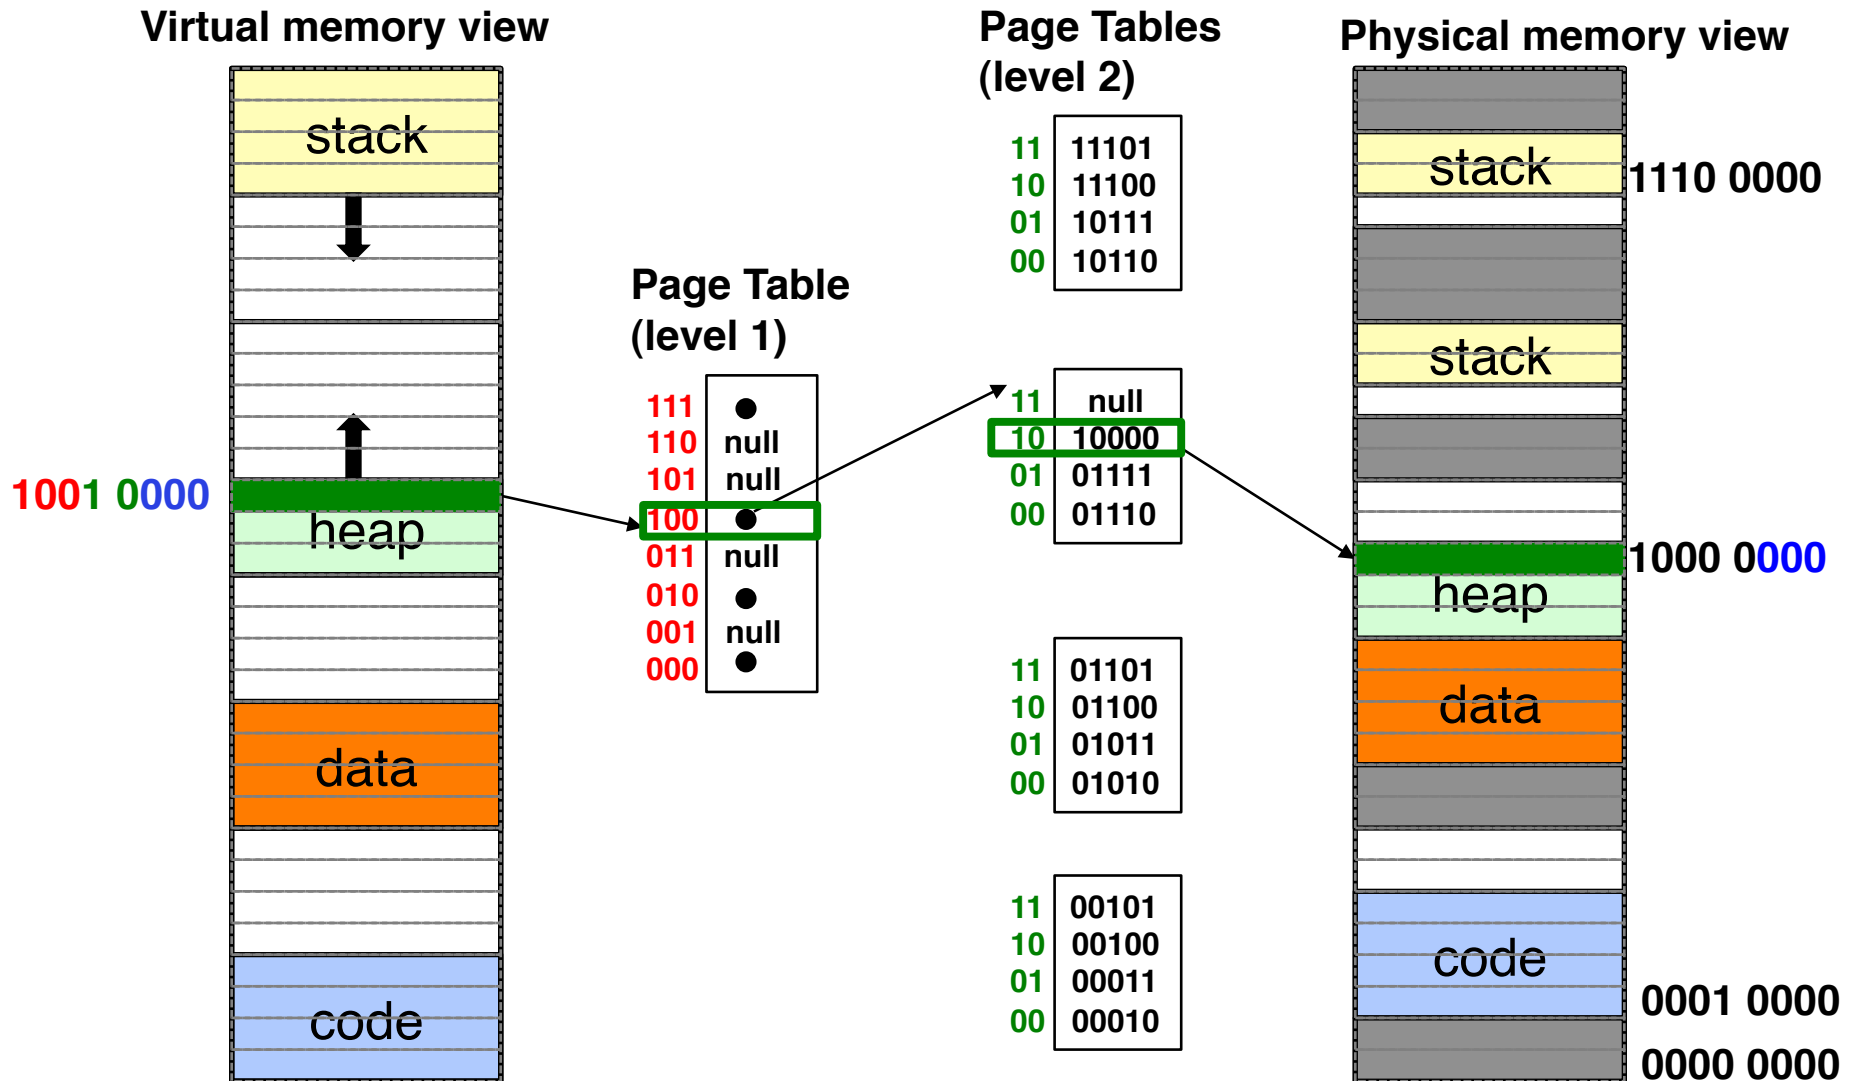 Virtual memory view
stack
1001 0000
heap
data
code
Page Table
(level 1)
111
110 null
101 null
100
011 null
010
001 null
000
Page Tables
(level 2)
11 11101
10 11100
01 10111
00 10110
11 null
10 10000
01 01111
00 01110
11 01101
10 01100
01 01011
00 01010
11 00101
10 00100
01 00011
00 00010
Physical memory view
stack 1110 0000
stack
1000 0000
heap
data
code
0001 0000
0000 0000